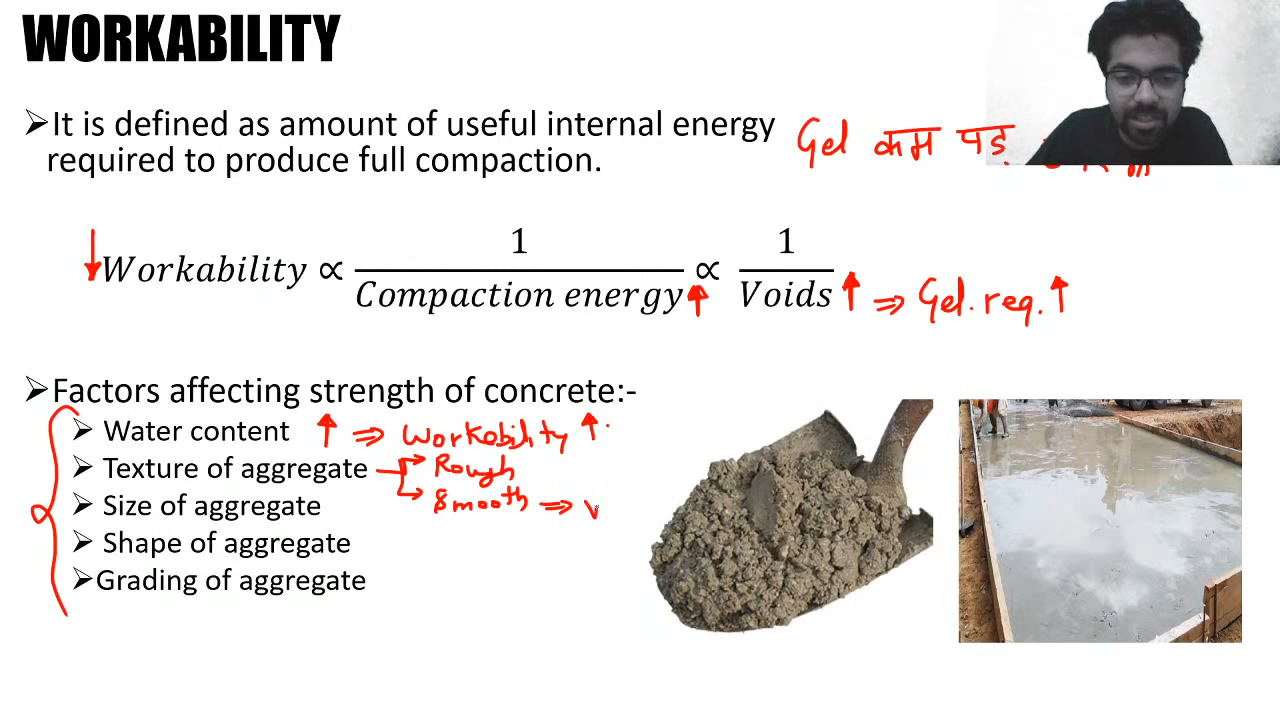 WORKABILITY
➢It is defined as amount of useful internal energy
required to produce full compaction.
Gel कम पड़
↓Workability ∝ 1/Compaction energy↑ ∝ 1/Voids↑ ⇒ Gel. req.↑
➢Factors affecting strength of concrete:-
➢ Water content ↑ ⇒ Workability ↑.
➢ Texture of aggregate → Rough
→ Smooth ⇒
➢ Size of aggregate
➢ Shape of aggregate
➢Grading of aggregate